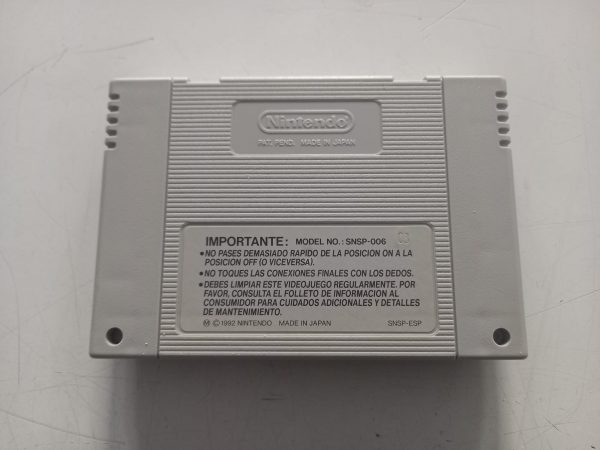 Nintendo
PAT. PEND. MADE IN JAPAN
IMPORTANTE: MODEL NO.: SNSP-006
•NO PASES DEMASIADO RAPIDO DE LA POSICION ON A LA
POSICION OFF (O VICEVERSA).
•NO TOQUES LAS CONEXIONES FINALES CON LOS DEDOS.
•DEBES LIMPIAR ESTE VIDEOJUEGO REGULARMENTE. POR
FAVOR, CONSULTA EL FOLLETO DE INFORMACION AL
CONSUMIDOR PARA CUIDADOS ADICIONALES Y DETALLES
DE MANTENIMIENTO.
Ⓜ © 1992 NINTENDO MADE IN JAPAN SNSP-ESP